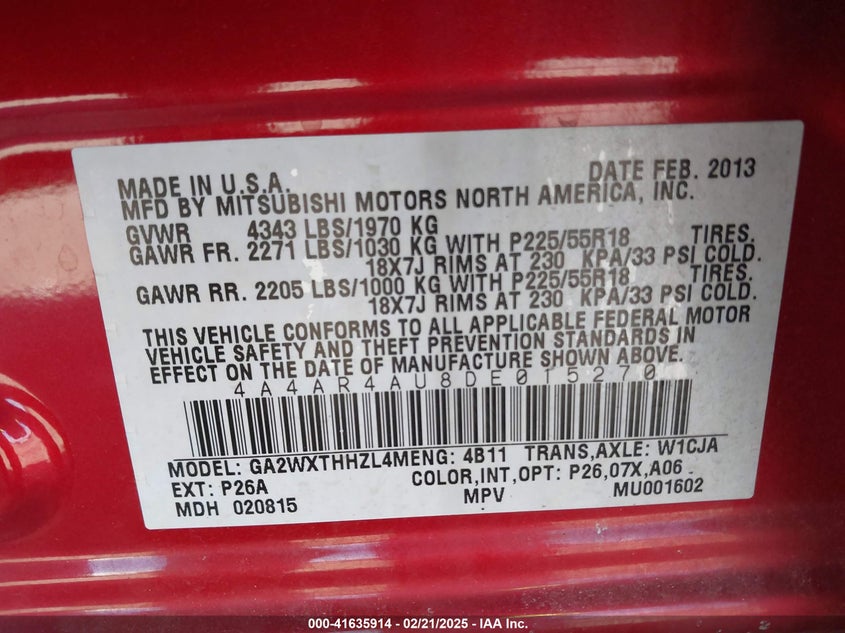 MADE IN U.S.A. DATE FEB. 2013
MFD BY MITSUBISHI MOTORS NORTH AMERICA, INC.
GVWR 4343 LBS/1970 KG
GAWR FR. 2271 LBS/1030 KG WITH P225/55R18 TIRES.
18X7J RIMS AT 230 KPA/33 PSI COLD.
GAWR RR. 2205 LBS/1000 KG WITH P225/55R18 TIRES.
18X7J RIMS AT 230 KPA/33 PSI COLD.
THIS VEHICLE CONFORMS TO ALL APPLICABLE FEDERAL MOTOR
VEHICLE SAFETY AND THEFT PREVENTION STANDARDS IN
EFFECT ON THE DATE OF MANUFACTURE SHOWN ABOVE.
4A4AR4AU8DE015270
MODEL: GA2WXTHHZL4MENG: 4B11 TRANS,AXLE: W1CJA
EXT: P26A COLOR,INT,OPT: P26,07X,A06
MDH 020815 MPV MU001602
000-41635914 - 02/21/2025 - IAA Inc.